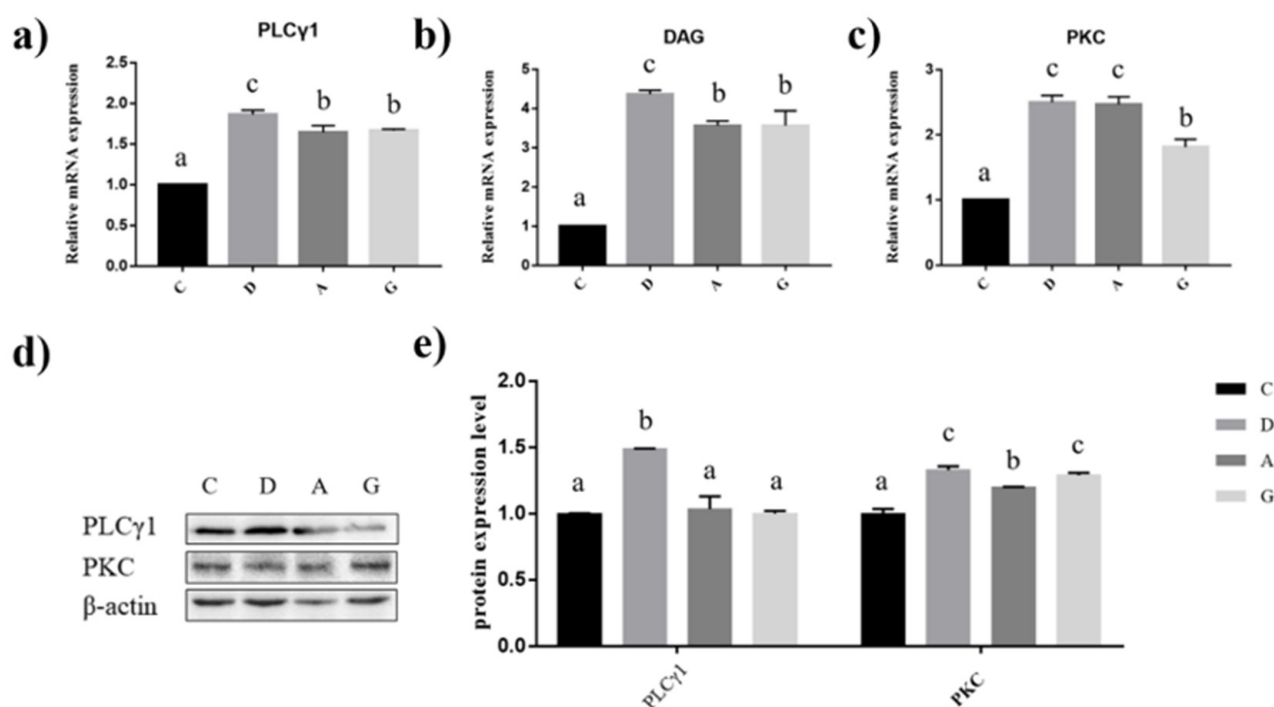 a)
PLCγ1
Relative mRNA expression
2.5
2.0
1.5
1.0
0.5
0.0
a
c
b
b
C
D
A
G
b)
DAG
Relative mRNA expression
5
4
3
2
1
0
a
c
b
b
C
D
A
G
c)
PKC
Relative mRNA expression
3
2
1
0
a
c
c
b
C
D
A
G
d)
C D A G
PLCγ1
PKC
β-actin
e)
protein expression level
2.0
1.5
1.0
0.5
0.0
a
b
a
a
a
c
b
c
PLCγ1
PKC
C
D
A
G